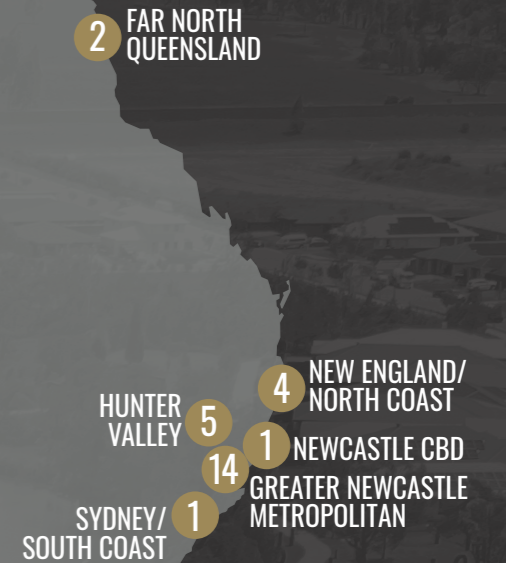 2
FAR NORTH
QUEENSLAND
4
NEW ENGLAND/
NORTH COAST
HUNTER
VALLEY
5
1
NEWCASTLE CBD
14
GREATER NEWCASTLE
METROPOLITAN
SYDNEY/
SOUTH COAST
1